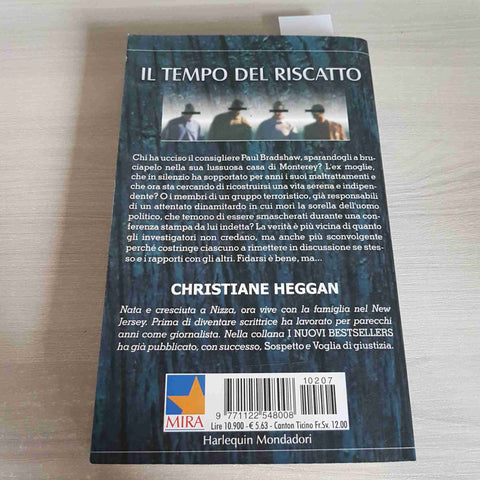 IL TEMPO DEL RISCATTO
Chi ha ucciso il consigliere Paul Bradshaw, sparandogli a bru-
ciapelo nella sua lussuosa casa di Monterey? L'ex moglie,
che in silenzio ha sopportato per anni i suoi maltrattamenti e
che ora sta cercando di ricostruirsi una vita serena e indipen-
dente? O i membri di un gruppo terroristico, già responsabili
di un attentato dinamitardo in cui morì la sorella dell'uomo
politico, che temono di essere smascherati durante una con-
ferenza stampa da lui indetta? La verità è più vicina di quanto
gli investigatori non credano, ma anche più sconvolgente
perché costringe ciascuno a rimettere in discussione se stes-
so e i rapporti con gli altri. Fidarsi è bene, ma...
CHRISTIANE HEGGAN
Nata e cresciuta a Nizza, ora vive con la famiglia nel New
Jersey. Prima di diventare scrittrice ha lavorato per parecchi
anni come giornalista. Nella collana I NUOVI BESTSELLERS
ha già pubblicato, con successo, Sospetto e Voglia di giustizia.
10207
9 771122 548008
MIRA
Lire 10.900 - € 5,63 - Canton Ticino Fr.Sv. 12.00
Harlequin Mondadori